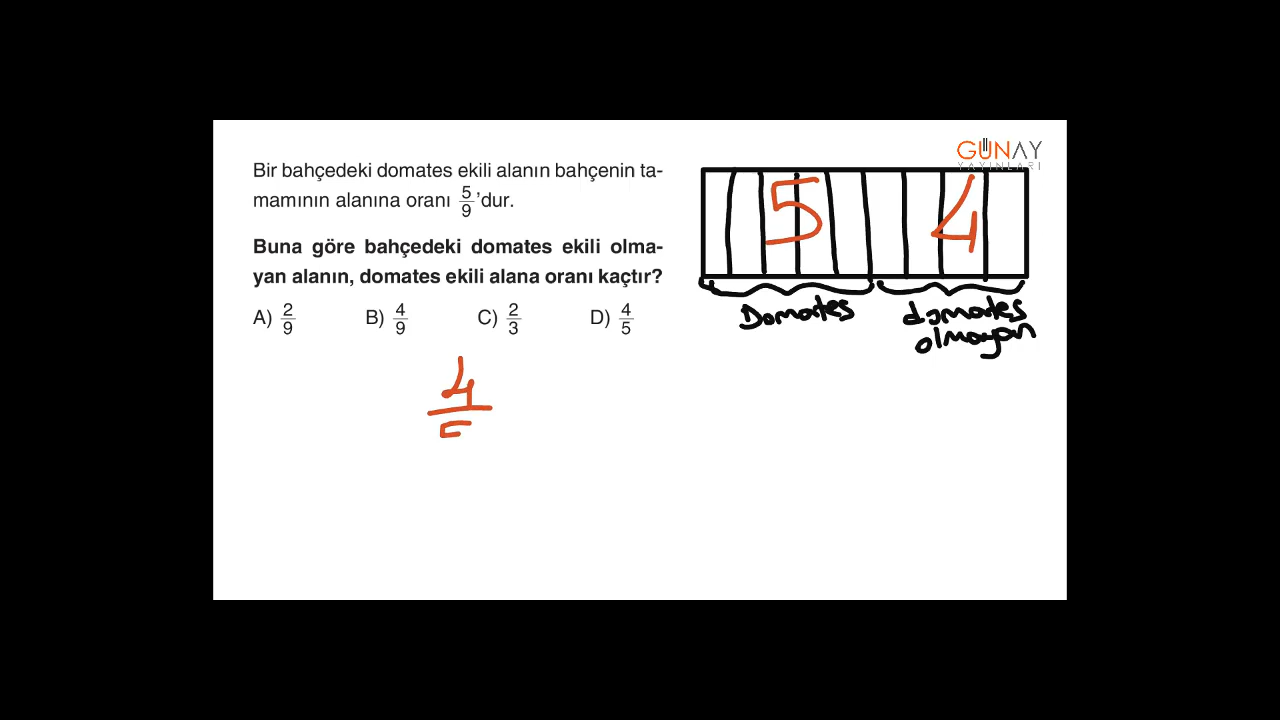 GÜNAY
YAYINLARI
Bir bahçedeki domates ekili alanın bahçenin ta-
mamının alanına oranı 5/9'dur.
Buna göre bahçedeki domates ekili olma-
yan alanın, domates ekili alana oranı kaçtır?
A) 2/9 B) 4/9 C) 2/3 D) 4/5
5 4
Domates
domates
olmayan
4/5